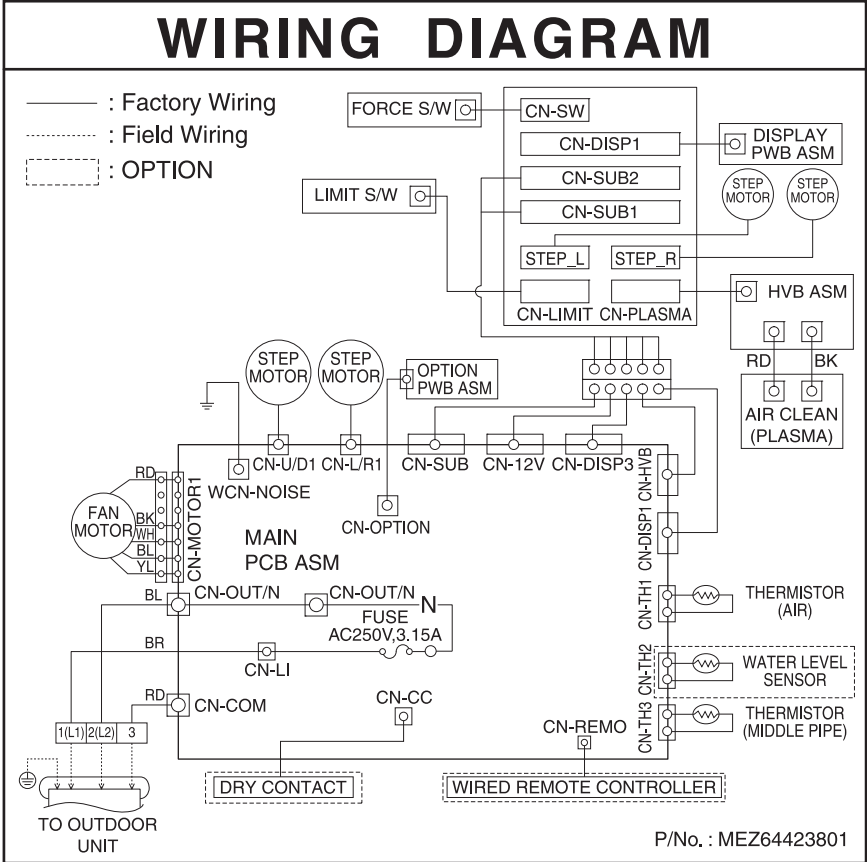 WIRING DIAGRAM
: Factory Wiring
: Field Wiring
: OPTION
FORCE S/W
CN-SW
CN-DISP1
DISPLAY
PWB ASM
CN-SUB2
LIMIT S/W
CN-SUB1
STEP
MOTOR
STEP
MOTOR
STEP_L
STEP_R
CN-LIMIT
CN-PLASMA
HVB ASM
RD
BK
AIR CLEAN
(PLASMA)
STEP
MOTOR
STEP
MOTOR
OPTION
PWB ASM
CN-U/D1
CN-L/R1
CN-SUB
CN-12V
CN-DISP3
CN-HVB
WCN-NOISE
CN-OPTION
CN-DISP1
RD
BK
WH
BL
YL
FAN
MOTOR
CN-MOTOR1
MAIN
PCB ASM
BL
CN-OUT/N
CN-OUT/N
N
FUSE
AC250V,3.15A
BR
CN-LI
CN-TH1
THERMISTOR
(AIR)
CN-TH2
WATER LEVEL
SENSOR
CN-TH3
THERMISTOR
(MIDDLE PIPE)
RD
CN-COM
CN-CC
CN-REMO
1(L1) 2(L2) 3
DRY CONTACT
WIRED REMOTE CONTROLLER
TO OUTDOOR
UNIT
P/No. : MEZ64423801